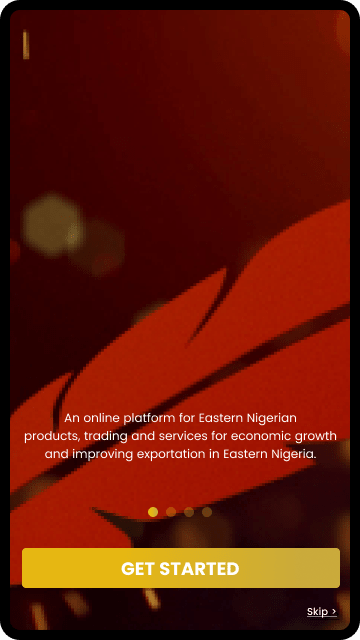 An online platform for Eastern Nigerian
products, trading and services for economic growth
and improving exportation in Eastern Nigeria.
GET STARTED
Skip >